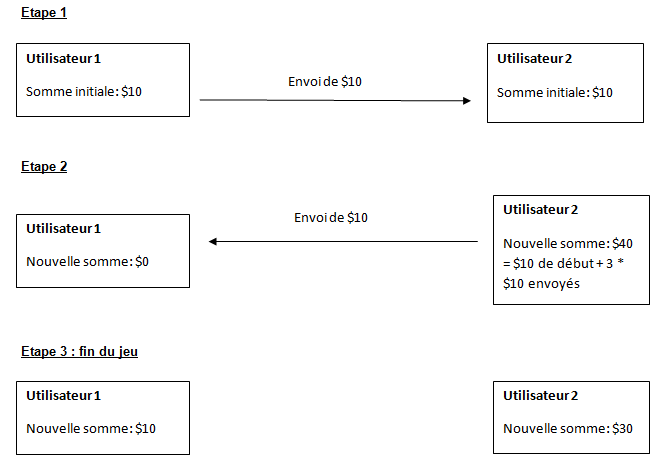 Etape 1
Utilisateur 1
Somme initiale: $10
Envoi de $10
Utilisateur 2
Somme initiale: $10
Etape 2
Utilisateur 1
Nouvelle somme: $0
Envoi de $10
Utilisateur 2
Nouvelle somme: $40
= $10 de début + 3 *
$10 envoyés
Etape 3 : fin du jeu
Utilisateur 1
Nouvelle somme: $10
Utilisateur 2
Nouvelle somme: $30